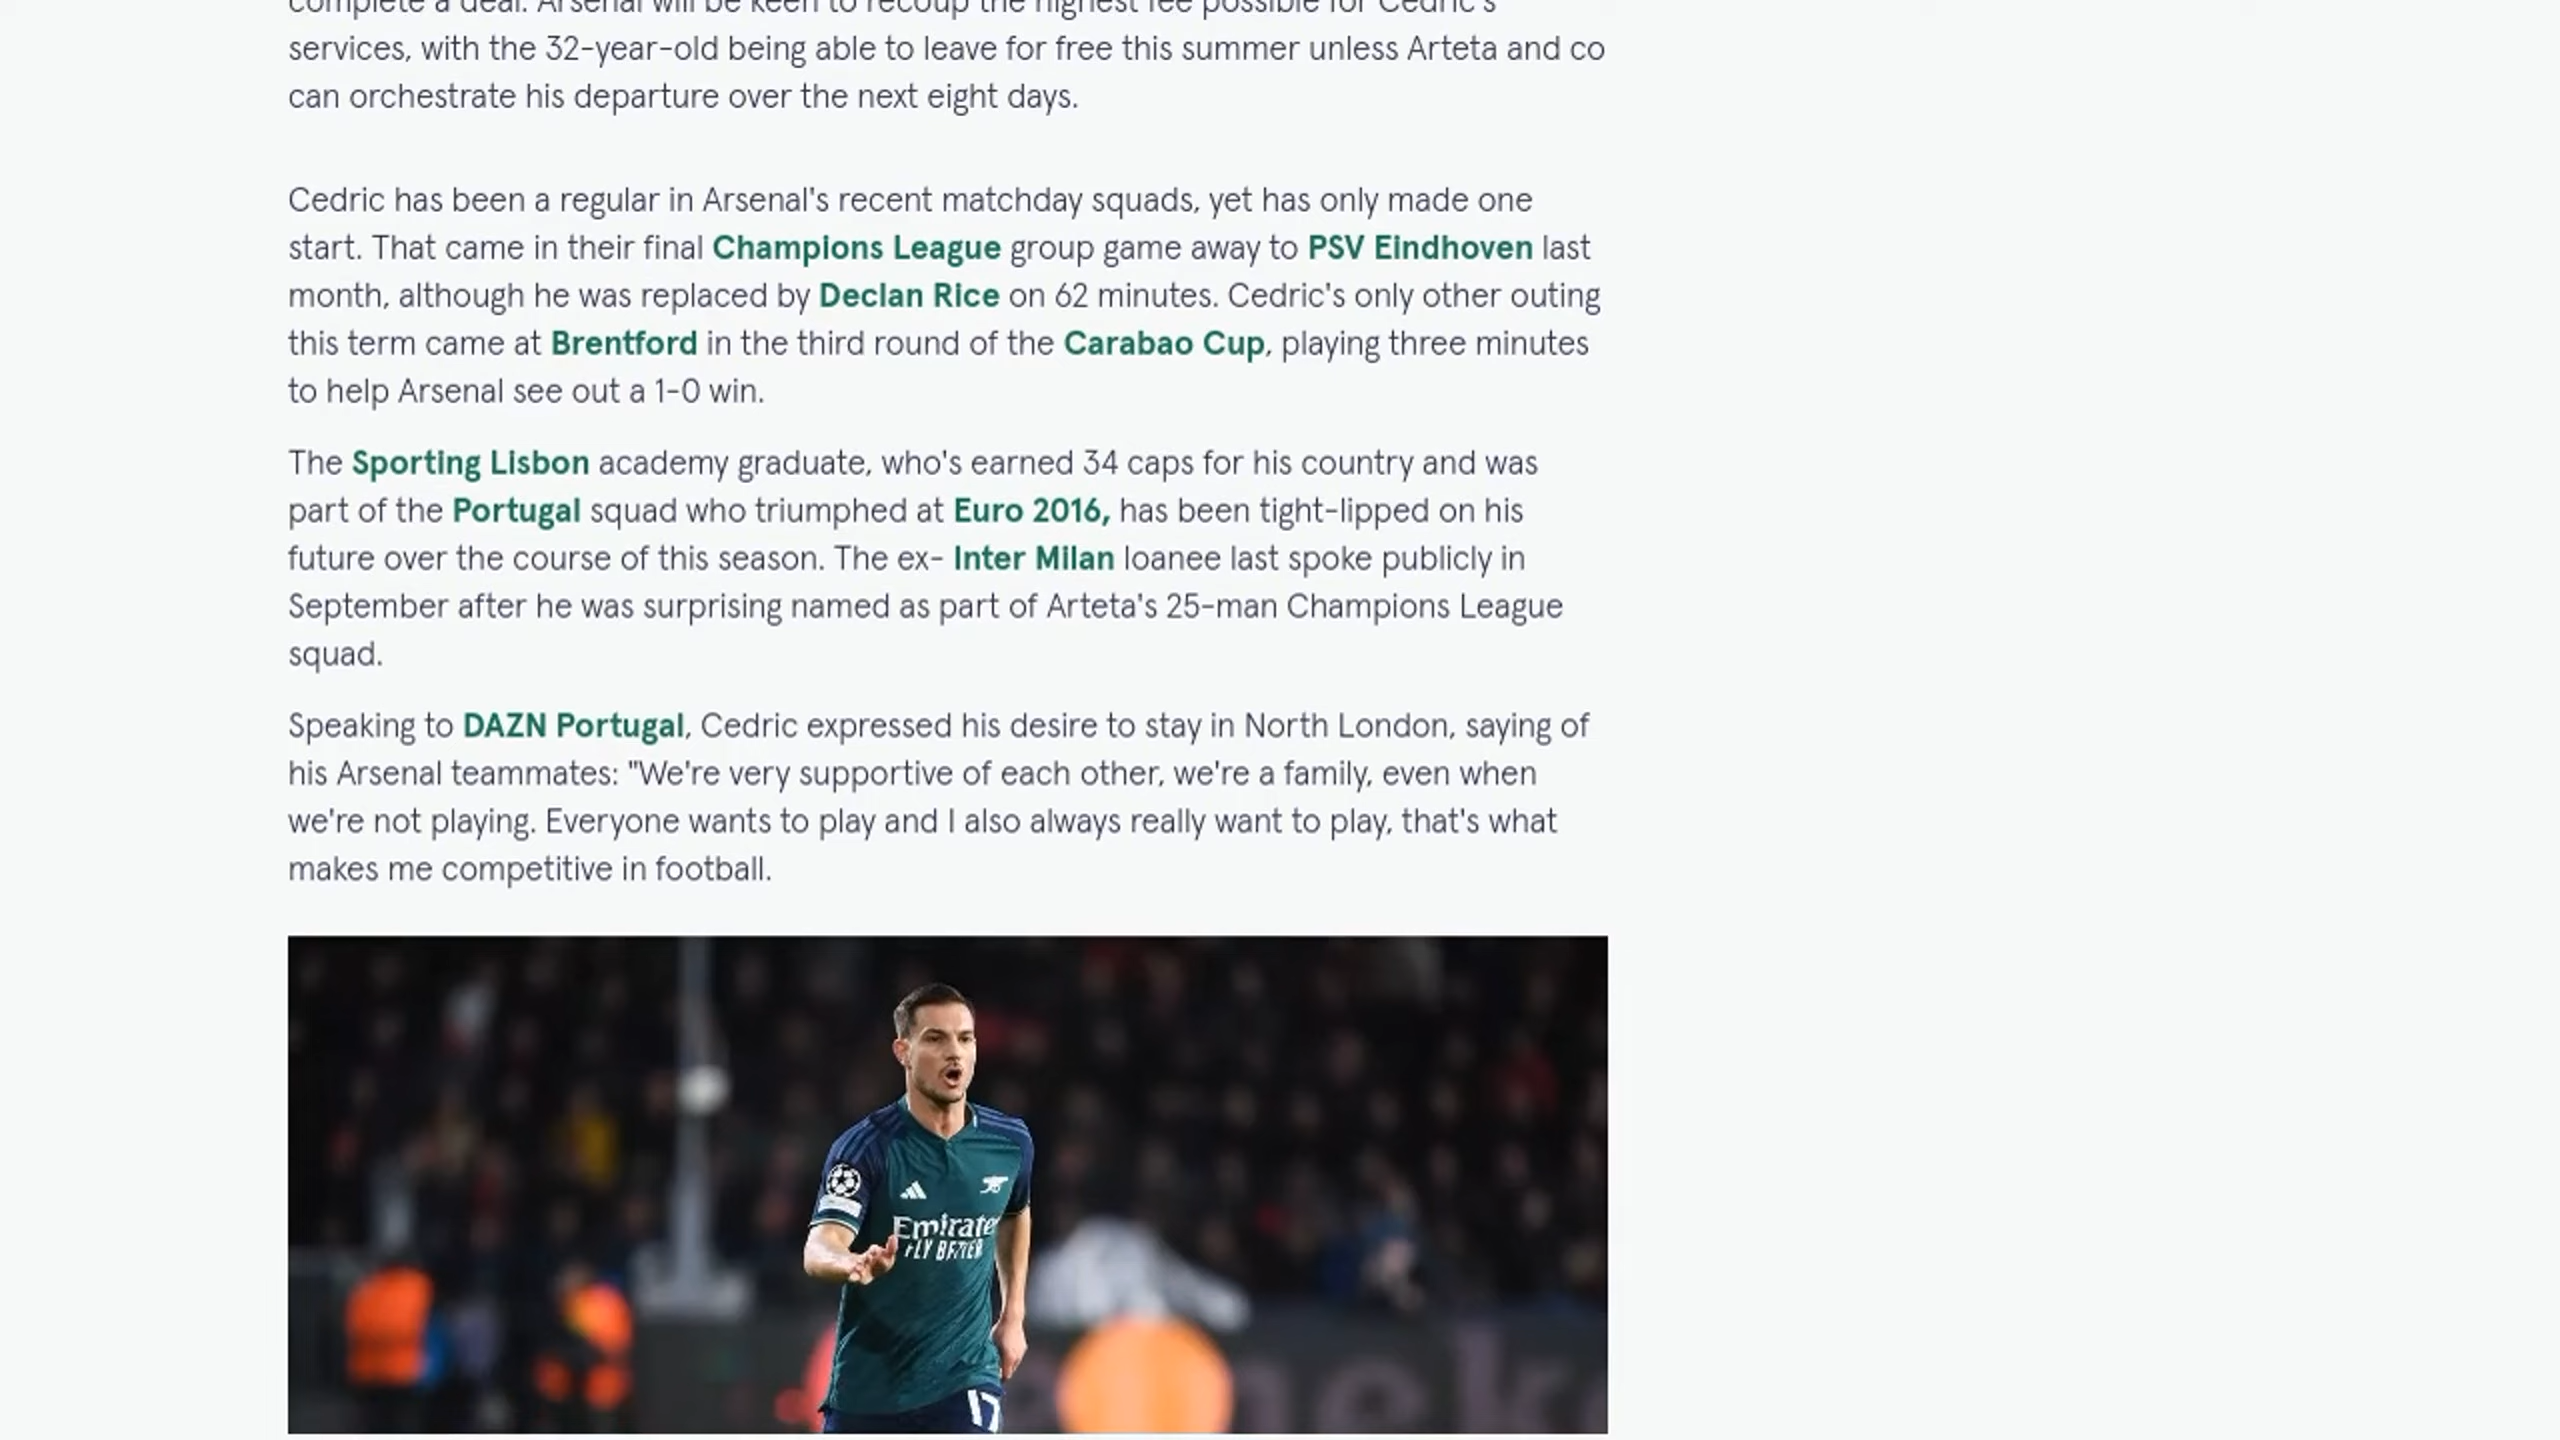 complete a deal. Arsenal will be keen to recoup the highest fee possible for Cedric's
services, with the 32-year-old being able to leave for free this summer unless Arteta and co
can orchestrate his departure over the next eight days.
Cedric has been a regular in Arsenal's recent matchday squads, yet has only made one
start. That came in their final Champions League group game away to PSV Eindhoven last
month, although he was replaced by Declan Rice on 62 minutes. Cedric's only other outing
this term came at Brentford in the third round of the Carabao Cup, playing three minutes
to help Arsenal see out a 1-0 win.
The Sporting Lisbon academy graduate, who's earned 34 caps for his country and was
part of the Portugal squad who triumphed at Euro 2016, has been tight-lipped on his
future over the course of this season. The ex- Inter Milan loanee last spoke publicly in
September after he was surprising named as part of Arteta's 25-man Champions League
squad.
Speaking to DAZN Portugal, Cedric expressed his desire to stay in North London, saying of
his Arsenal teammates: "We're very supportive of each other, we're a family, even when
we're not playing. Everyone wants to play and I also always really want to play, that's what
makes me competitive in football.
Emirate
FLY BETTER
17